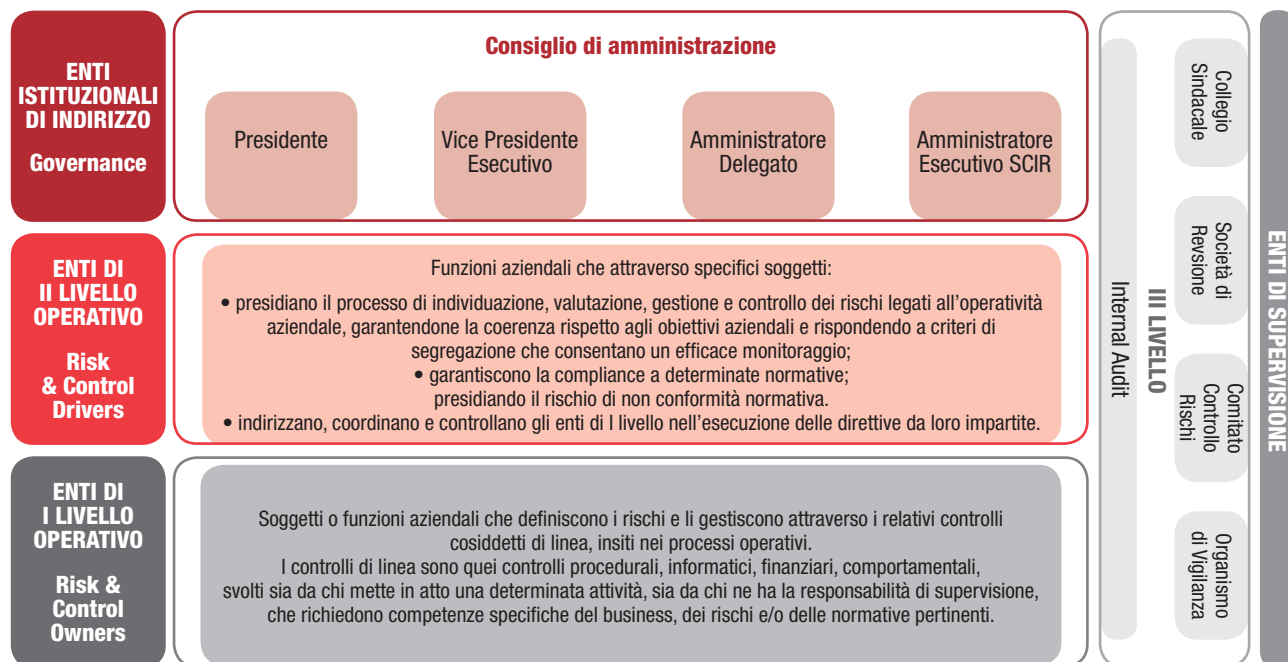 ENTI
ISTITUZIONALI
DI INDIRIZZO
Governance
Consiglio di amministrazione
Presidente
Vice Presidente
Esecutivo
Amministratore
Delegato
Amministratore
Esecutivo SCIR
ENTI DI
II LIVELLO
OPERATIVO
Risk
& Control
Drivers
Funzioni aziendali che attraverso specifici soggetti:
• presidiano il processo di individuazione, valutazione, gestione e controllo dei rischi legati all'operatività
aziendale, garantendone la coerenza rispetto agli obiettivi aziendali e rispondendo a criteri di
segregazione che consentano un efficace monitoraggio;
• garantiscono la compliance a determinate normative;
presidiando il rischio di non conformità normativa.
• indirizzano, coordinano e controllano gli enti di I livello nell'esecuzione delle direttive da loro impartite.
ENTI DI
I LIVELLO
OPERATIVO
Risk &
Control
Owners
Soggetti o funzioni aziendali che definiscono i rischi e li gestiscono attraverso i relativi controlli
cosiddetti di linea, insiti nei processi operativi.
I controlli di linea sono quei controlli procedurali, informatici, finanziari, comportamentali,
svolti sia da chi mette in atto una determinata attività, sia da chi ne ha la responsabilità di supervisione,
che richiedono competenze specifiche del business, dei rischi e/o delle normative pertinenti.
Internal Audit
III LIVELLO
Collegio
Sindacale
Società di
Revsione
Comitato
Controllo
Rischi
Organismo
di Vigilanza
ENTI DI SUPERVISIONE